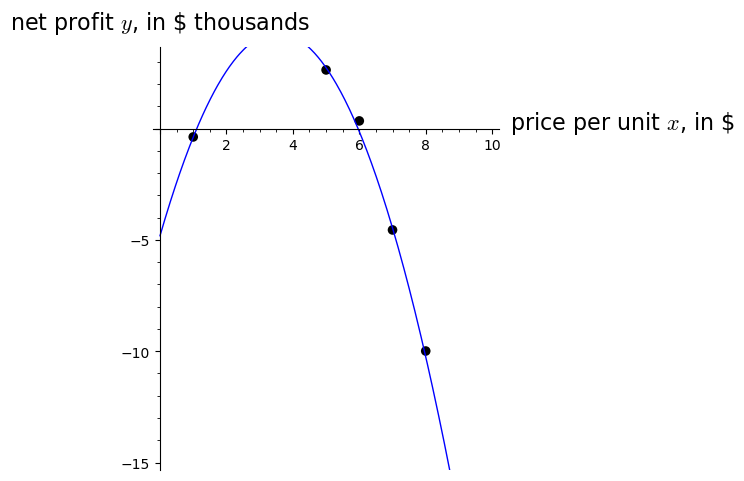 net profit y, in $ thousands
price per unit x, in $
2 4 6 8 10
−5
−10
−15